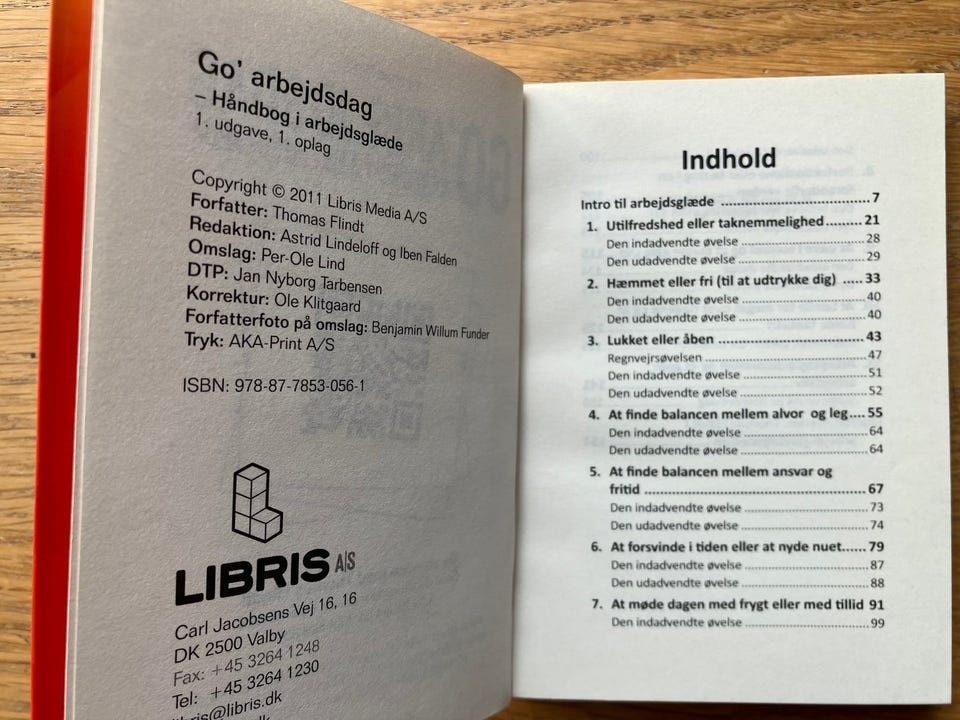 Go' arbejdsdag
– Håndbog i arbejdsglæde
1. udgave, 1. oplag
Copyright © 2011 Libris Media A/S
Forfatter: Thomas Flindt
Redaktion: Astrid Lindeloff og Iben Falden
Omslag: Per-Ole Lind
DTP: Jan Nyborg Tarbensen
Korrektur: Ole Klitgaard
Forfatterfoto på omslag: Benjamin Willum Funder
Tryk: AKA-Print A/S
ISBN: 978-87-7853-056-1
LIBRIS A/S
Carl Jacobsens Vej 16, 16
DK 2500 Valby
Fax: +45 3264 1248
Tel: +45 3264 1230
libris@libris.dk
Indhold
Intro til arbejdsglæde ................................... 7
1. Utilfredshed eller taknemmelighed ......... 21
Den indadvendte øvelse ................................ 28
Den udadvendte øvelse ................................ 29
2. Hæmmet eller fri (til at udtrykke dig) ..... 33
Den indadvendte øvelse ................................ 40
Den udadvendte øvelse ................................ 40
3. Lukket eller åben ................................... 43
Regnvejrsøvelsen ......................................... 47
Den indadvendte øvelse ................................ 51
Den udadvendte øvelse ................................ 52
4. At finde balancen mellem alvor og leg .... 55
Den indadvendte øvelse ................................ 64
Den udadvendte øvelse ................................ 64
5. At finde balancen mellem ansvar og
fritid ..................................................... 67
Den indadvendte øvelse ................................ 73
Den udadvendte øvelse ................................ 74
6. At forsvinde i tiden eller at nyde nuet...... 79
Den indadvendte øvelse ................................ 87
Den udadvendte øvelse ................................ 88
7. At møde dagen med frygt eller med tillid 91
Den indadvendte øvelse ................................ 99